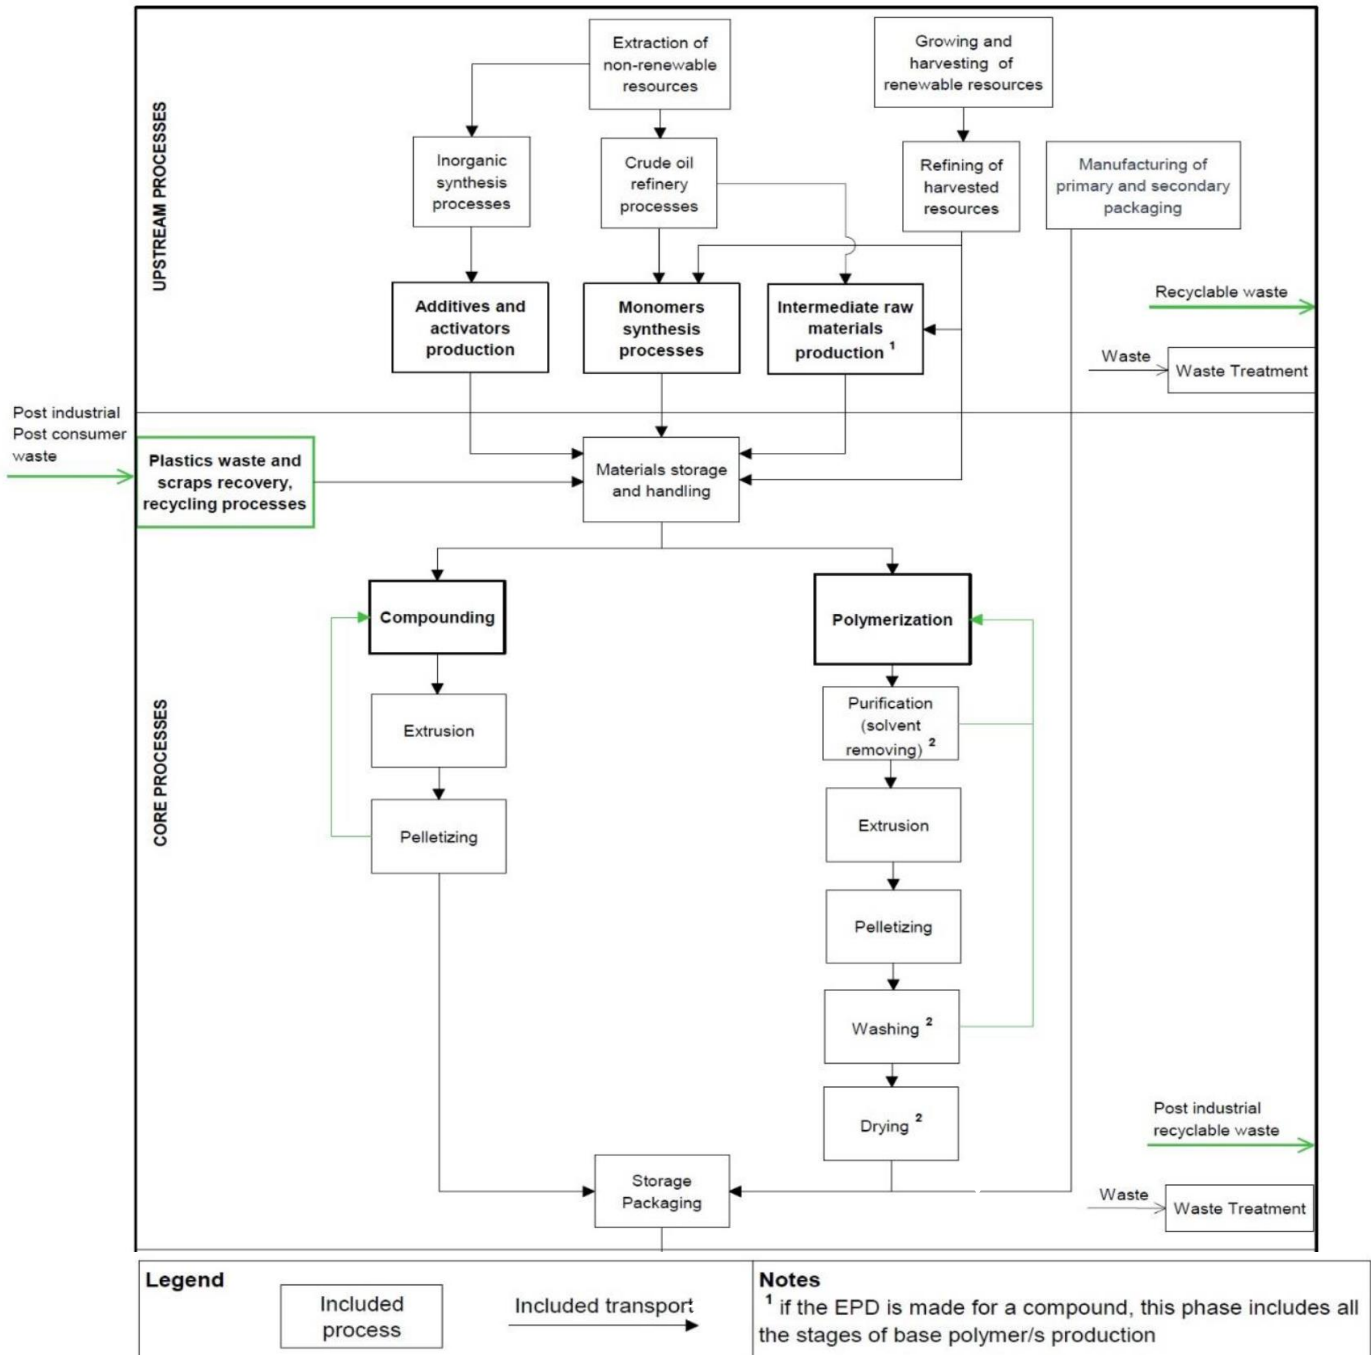 UPSTREAM PROCESSES
Extraction of
non-renewable
resources
Growing and
harvesting of
renewable resources
Inorganic
synthesis
processes
Crude oil
refinery
processes
Refining of
harvested
resources
Manufacturing of
primary and secondary
packaging
Additives and
activators
production
Monomers
synthesis
processes
Intermediate raw
materials
production 1
Recyclable waste
Waste
Waste Treatment
Post industrial
Post consumer
waste
Plastics waste and
scraps recovery,
recycling processes
Materials storage
and handling
CORE PROCESSES
Compounding
Extrusion
Pelletizing
Polymerization
Purification
(solvent
removing) 2
Extrusion
Pelletizing
Washing 2
Drying 2
Post industrial
recyclable waste
Storage
Packaging
Waste
Waste Treatment
Legend
Included
process
Included transport
Notes
1 if the EPD is made for a compound, this phase includes all
the stages of base polymer/s production